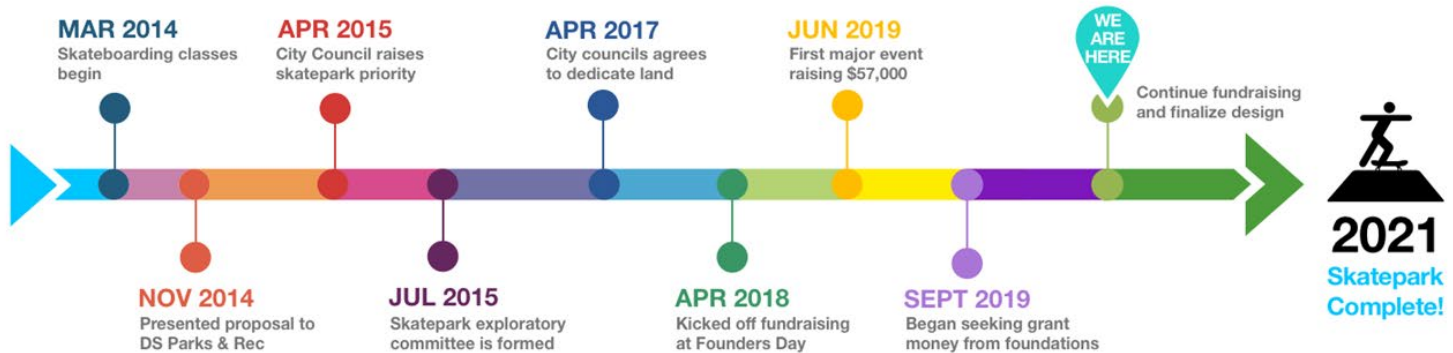 MAR 2014
Skateboarding classes
begin
APR 2015
City Council raises
skatepark priority
APR 2017
City councils agrees
to dedicate land
JUN 2019
First major event
raising $57,000
WE
ARE
HERE
Continue fundraising
and finalize design
NOV 2014
Presented proposal to
DS Parks & Rec
JUL 2015
Skatepark exploratory
committee is formed
APR 2018
Kicked off fundraising
at Founders Day
SEPT 2019
Began seeking grant
money from foundations
2021
Skatepark
Complete!